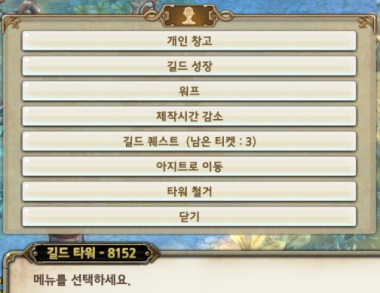 개인 창고
길드 성장
워프
제작시간 감소
길드 퀘스트 (남은 티켓 : 3)
아지트로 이동
타워 철거
닫기
길드 타워 - 8152
메뉴를 선택하세요.